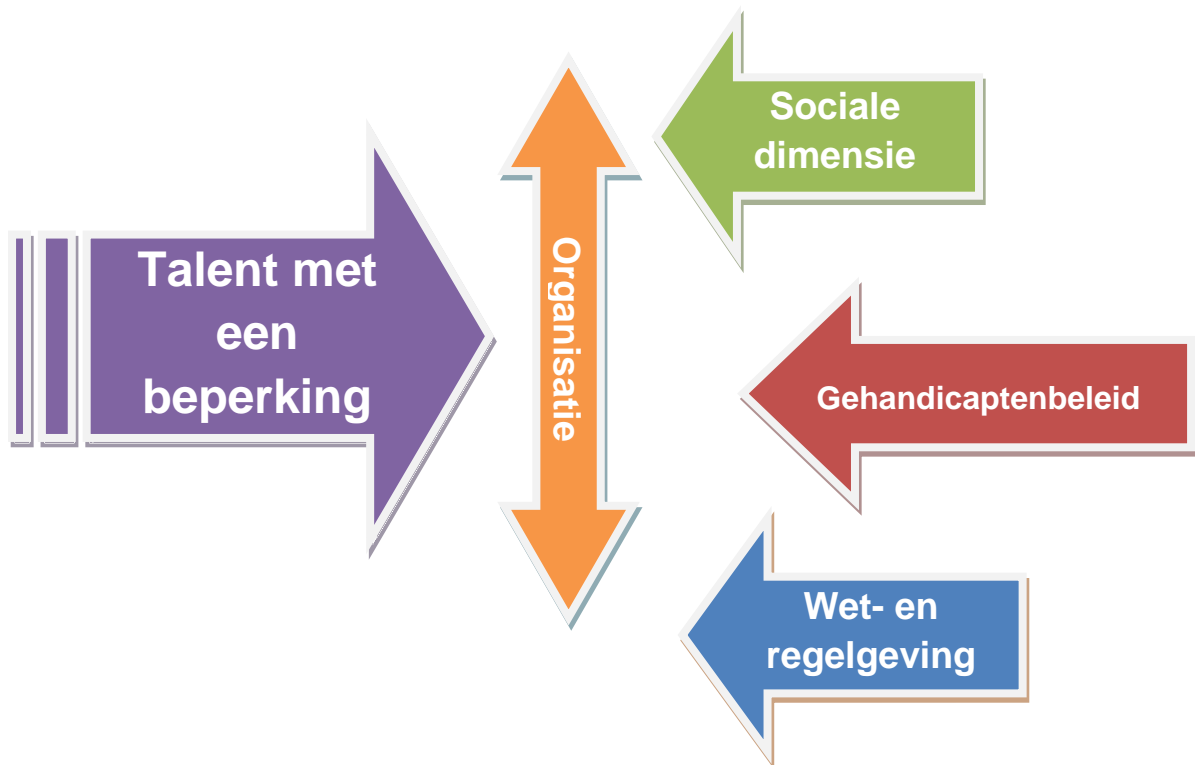 Talent met
een
beperking
Organisatie
Sociale
dimensie
Gehandicaptenbeleid
Wet- en
regelgeving